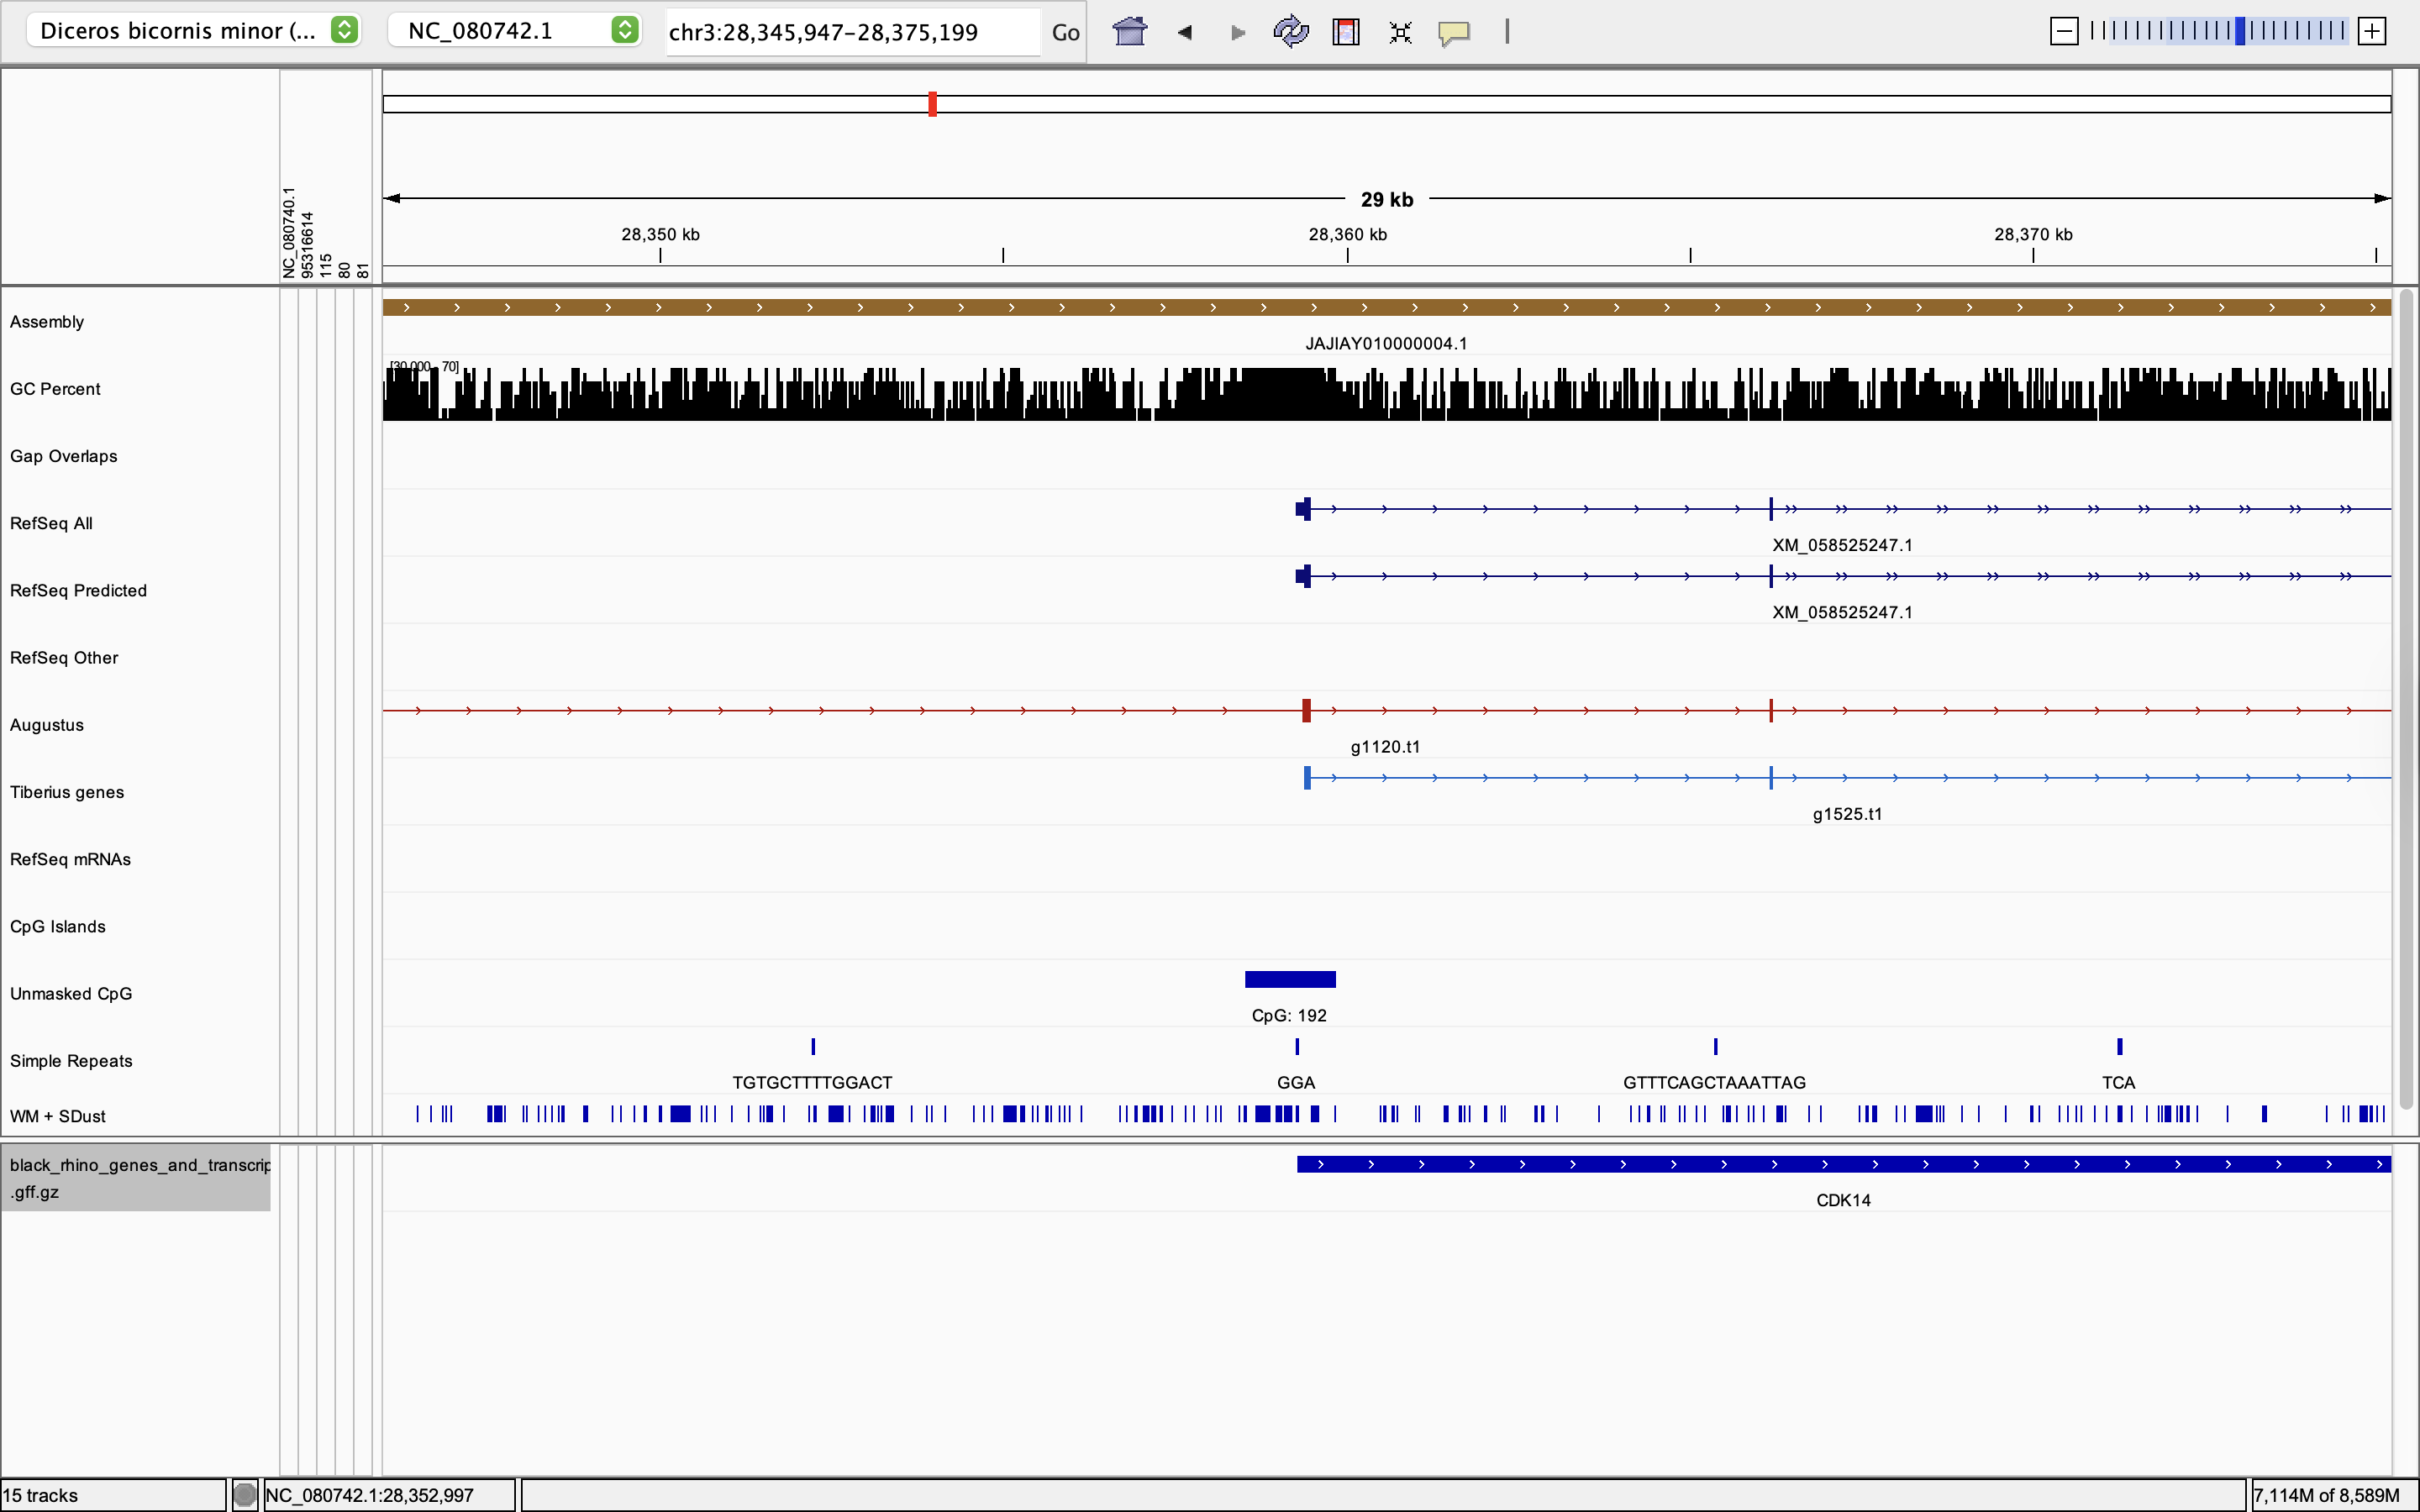 Diceros bicornis minor (...
NC_080742.1
chr3:28,345,947-28,375,199
Go
NC_080740.1
95316614
115
80
81
29 kb
28,350 kb
28,360 kb
28,370 kb
Assembly
JAJIAY010000004.1
GC Percent
[30.000 - 70]
Gap Overlaps
RefSeq All
XM_058525247.1
RefSeq Predicted
XM_058525247.1
RefSeq Other
Augustus
g1120.t1
Tiberius genes
g1525.t1
RefSeq mRNAs
CpG Islands
Unmasked CpG
CpG: 192
Simple Repeats
TGTGCTTTTGGACT
GGA
GTTTCAGCTAAATTAG
TCA
WM + SDust
black_rhino_genes_and_transcrip
.gff.gz
CDK14
15 tracks
NC_080742.1:28,352,997
7,114M of 8,589M